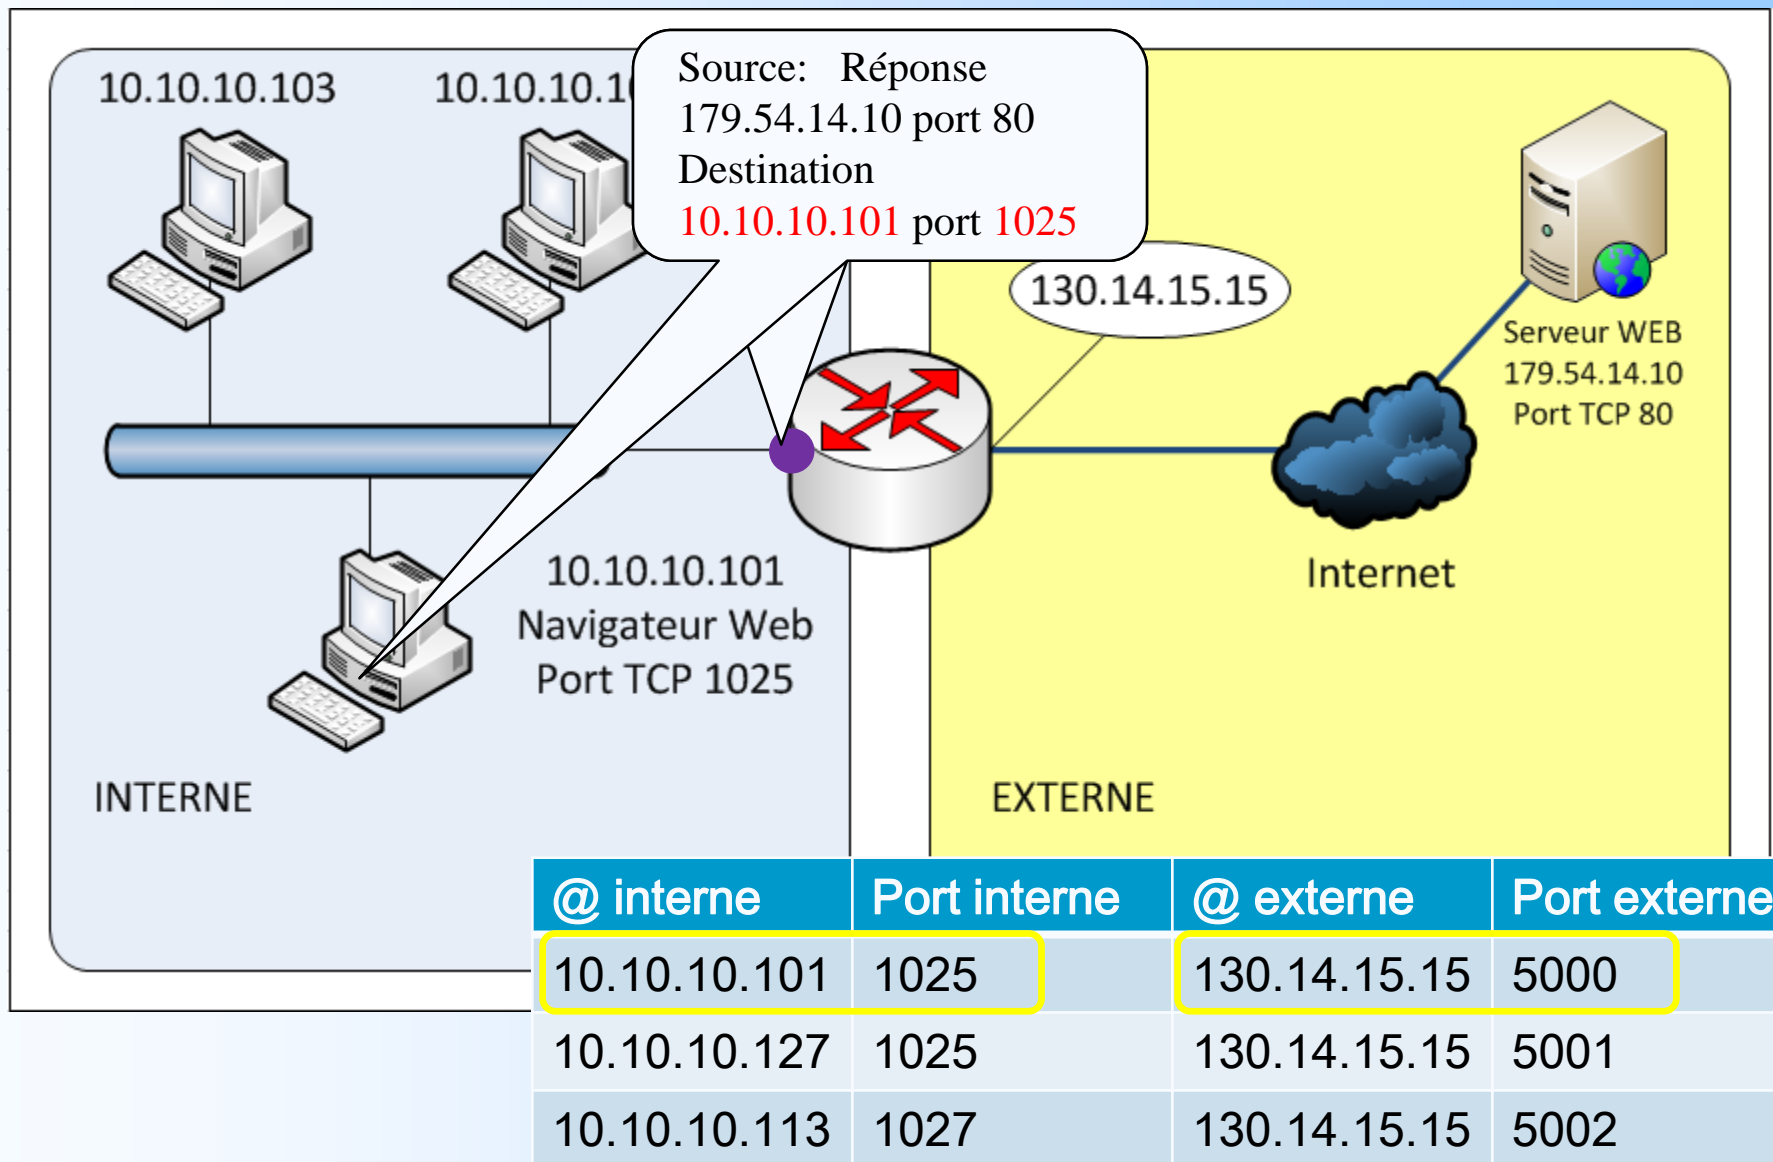 10.10.10.103
10.10.10.1
Source: Réponse
179.54.14.10 port 80
Destination
10.10.10.101 port 1025
130.14.15.15
Serveur WEB
179.54.14.10
Port TCP 80
Internet
10.10.10.101
Navigateur Web
Port TCP 1025
INTERNE
EXTERNE
@ interne Port interne @ externe Port externe
10.10.10.101 1025 130.14.15.15 5000
10.10.10.127 1025 130.14.15.15 5001
10.10.10.113 1027 130.14.15.15 5002